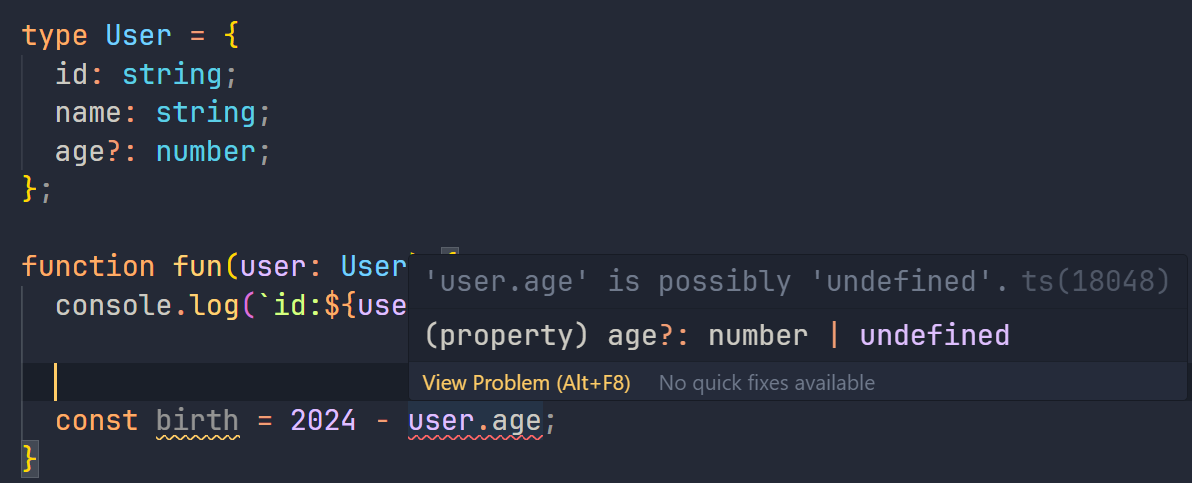 type User = {
  id: string;
  name: string;
  age?: number;
};
function fun(user: User) {
'user.age' is possibly 'undefined'. ts(18048)
  console.log(`id:${use
(property) age?: number | undefined
View Problem (Alt+F8) No quick fixes available
  const birth = 2024 - user.age;
}